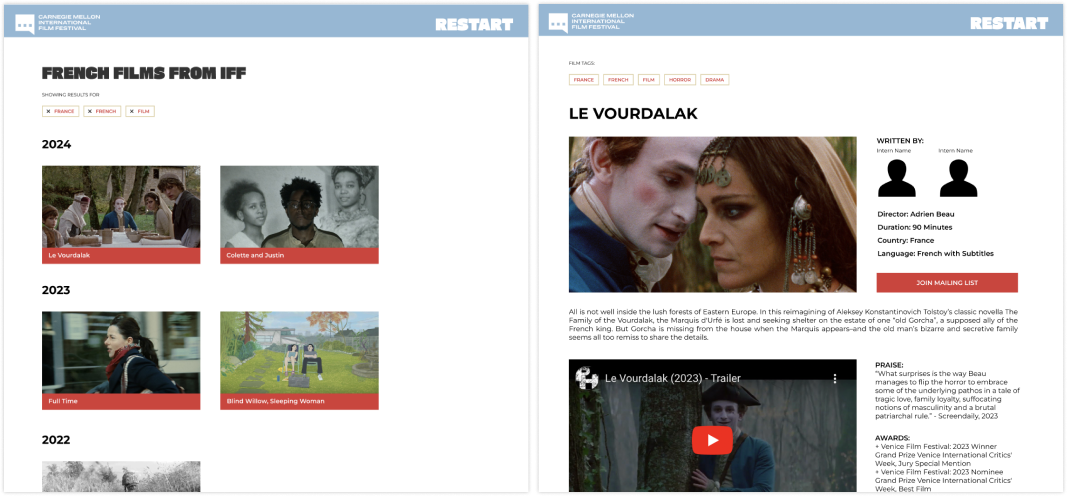 CARNEGIE MELLON
INTERNATIONAL
FILM FESTIVAL
RESTART
FRENCH FILMS FROM IFF
SHOWING RESULTS FOR
× FRANCE × FRENCH × FILM
2024
Le Vourdalak
Colette and Justin
2023
Full Time
Blind Willow, Sleeping Woman
2022
CARNEGIE MELLON
INTERNATIONAL
FILM FESTIVAL
RESTART
FILM TAGS:
FRANCE FRENCH FILM HORROR DRAMA
LE VOURDALAK
WRITTEN BY:
Intern Name Intern Name
Director: Adrien Beau
Duration: 90 Minutes
Country: France
Language: French with Subtitles
JOIN MAILING LIST
All is not well inside the lush forests of Eastern Europe. In this reimagining of Aleksey Konstantinovich Tolstoy's classic novella The
Family of the Vourdalak, the Marquis d'Urfé is lost and seeking shelter on the estate of one "old Gorcha", a supposed ally of the
French king. But Gorcha is missing from the house when the Marquis appears–and the old man's bizarre and secretive family
seems all too remiss to share the details.
Le Vourdalak (2023) - Trailer
PRAISE:
"What surprises is the way Beau
manages to flip the horror to embrace
some of the underlying pathos in a tale of
tragic love, family loyalty, suffocating
notions of masculinity and a brutal
patriarchal rule." - Screendaily, 2023
AWARDS:
+ Venice Film Festival: 2023 Winner
Grand Prize Venice International Critics'
Week, Jury Special Mention
+ Venice Film Festival: 2023 Nominee
Grand Prize Venice International Critics'
Week, Best Film